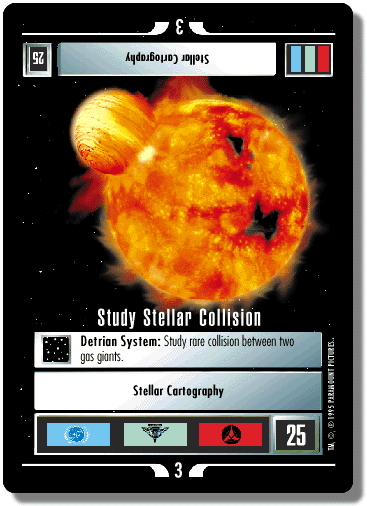 3
25
Stellar Cartography
Study Stellar Collision
Detrian System: Study rare collision between two
gas giants.
Stellar Cartography
25
3
TM, ©, ® 1995 PARAMOUNT PICTURES.